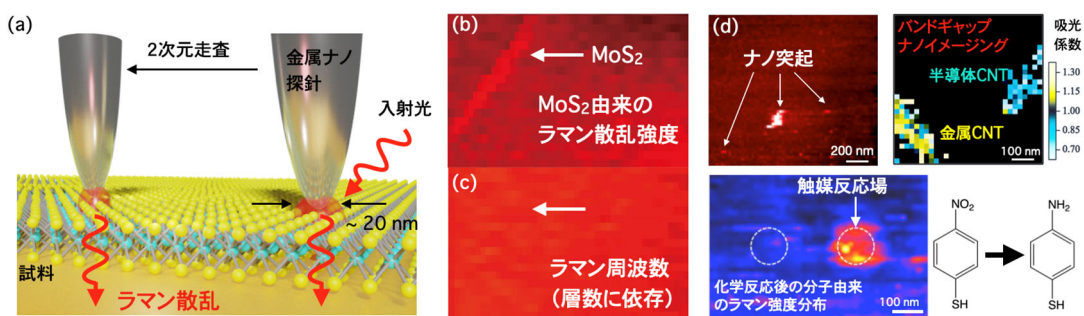 (a)
2次元走査
金属ナノ
探針
入射光
~ 20 nm
試料
ラマン散乱
(b)
MoS₂
MoS₂由来の
ラマン散乱強度
(c)
ラマン周波数
（層数に依存）
(d)
ナノ突起
200 nm
バンドギャップ
ナノイメージング
半導体CNT
金属CNT
100 nm
吸光
係数
1.30
1.15
1.00
0.85
0.70
触媒反応場
化学反応後の分子由来
のラマン強度分布
100 nm
NO₂
SH
NH₂
SH